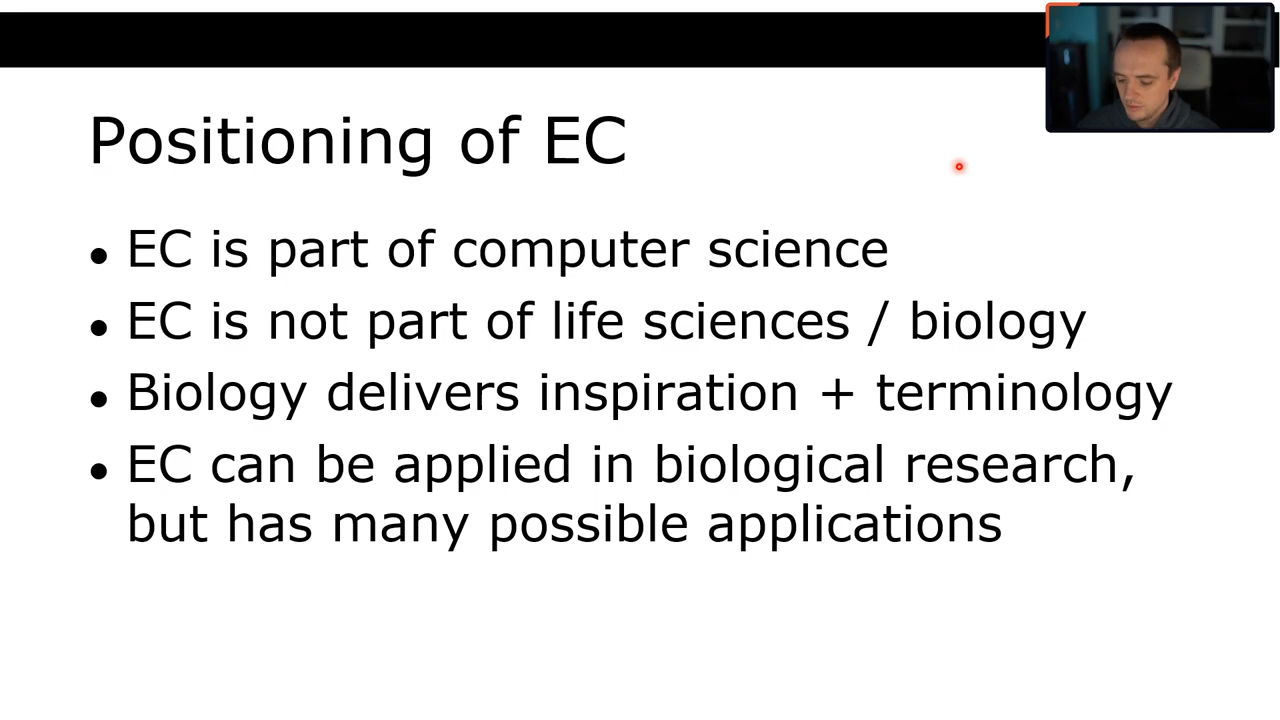 Positioning of EC
• EC is part of computer science
• EC is not part of life sciences / biology
• Biology delivers inspiration + terminology
• EC can be applied in biological research,
but has many possible applications